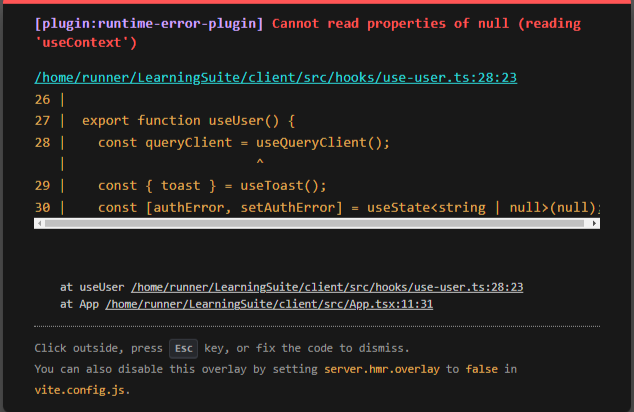 [plugin:runtime-error-plugin] Cannot read properties of null (reading
'useContext')
/home/runner/LearningSuite/client/src/hooks/use-user.ts:28:23
26 |
27 |  export function useUser() {
28 |    const queryClient = useQueryClient();
   |                        ^
29 |    const { toast } = useToast();
30 |    const [authError, setAuthError] = useState<string | null>(null);
at useUser /home/runner/LearningSuite/client/src/hooks/use-user.ts:28:23
at App /home/runner/LearningSuite/client/src/App.tsx:11:31
Click outside, press Esc key, or fix the code to dismiss.
You can also disable this overlay by setting server.hmr.overlay to false in
vite.config.js.